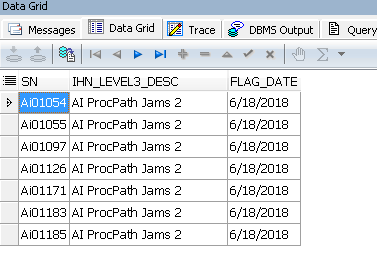 Data Grid
Messages Data Grid Trace DBMS Output Query
SN IHN_LEVEL3_DESC FLAG_DATE
Ai01054 AI ProcPath Jams 2 6/18/2018
Ai01055 AI ProcPath Jams 2 6/18/2018
Ai01097 AI ProcPath Jams 2 6/18/2018
Ai01126 AI ProcPath Jams 2 6/18/2018
Ai01171 AI ProcPath Jams 2 6/18/2018
Ai01183 AI ProcPath Jams 2 6/18/2018
Ai01185 AI ProcPath Jams 2 6/18/2018